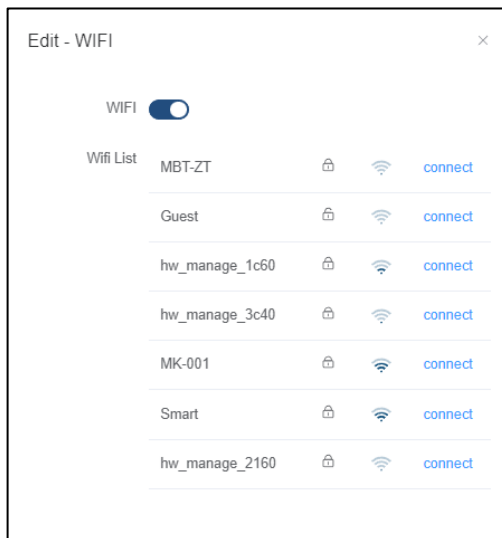 Edit - WIFI
WIFI
Wifi List
MBT-ZT connect
Guest connect
hw_manage_1c60 connect
hw_manage_3c40 connect
MK-001 connect
Smart connect
hw_manage_2160 connect